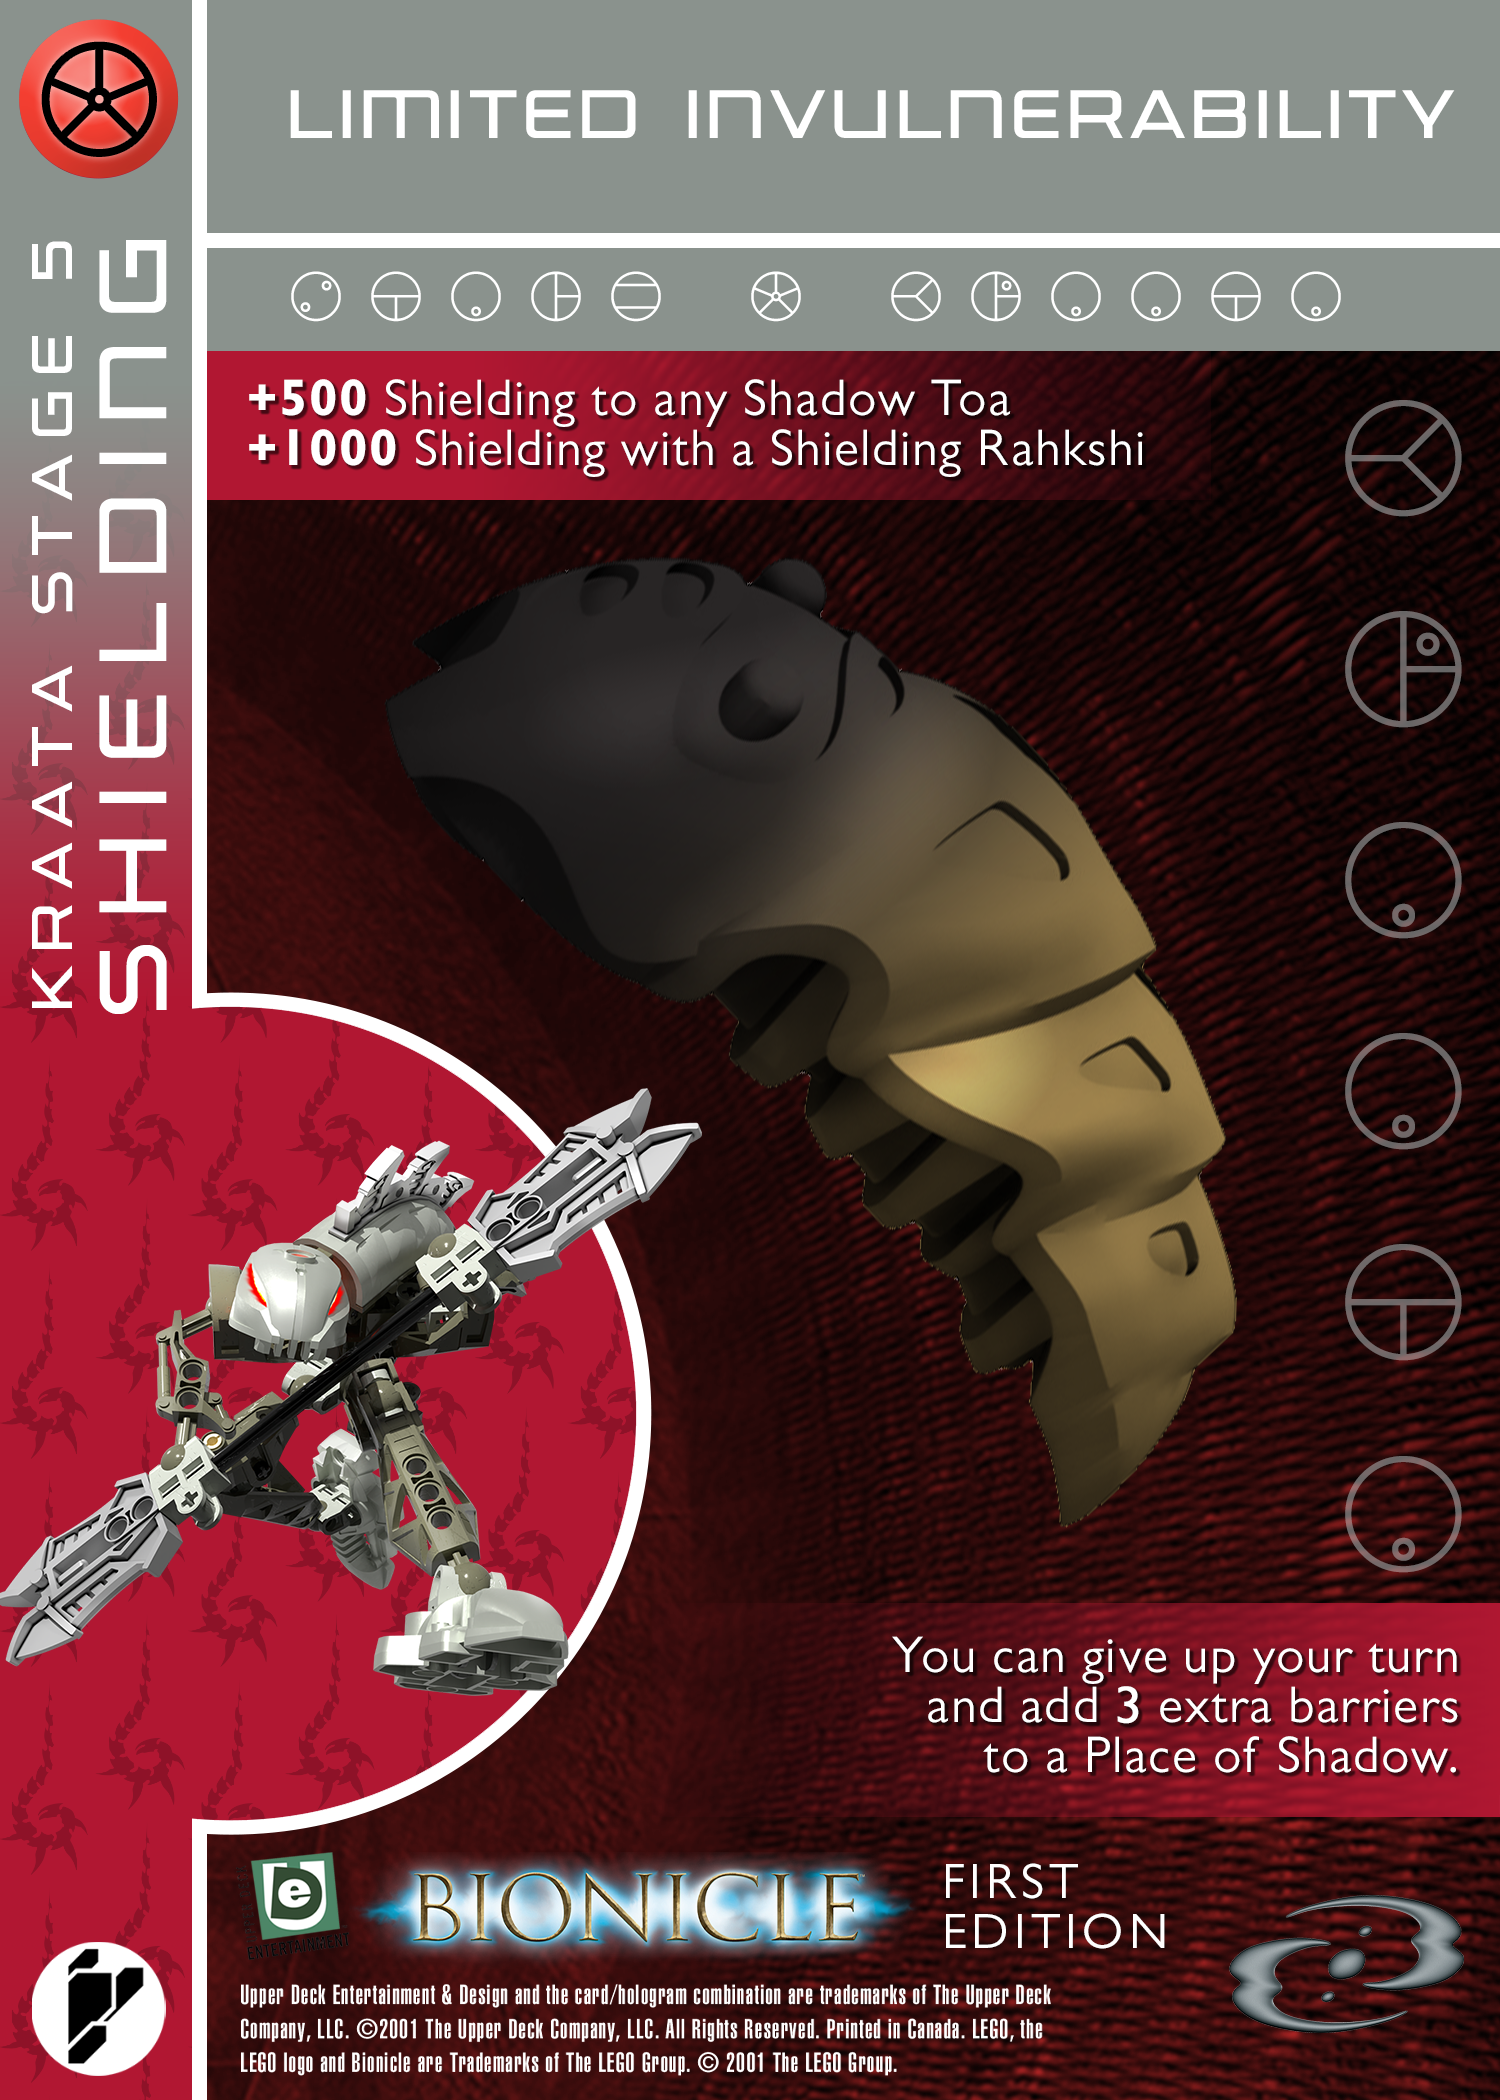 LIMITED INVULNERABILITY
KRAATA STAGE 5
SHIELDING
+500 Shielding to any Shadow Toa
+1000 Shielding with a Shielding Rahkshi
You can give up your turn
and add 3 extra barriers
to a Place of Shadow.
e
ENTERTAINMENT
BIONICLE
FIRST
EDITION
Upper Deck Entertainment & Design and the card/hologram combination are trademarks of The Upper Deck
Company, LLC. ©2001 The Upper Deck Company, LLC. All Rights Reserved. Printed in Canada. LEGO, the
LEGO logo and Bionicle are Trademarks of The LEGO Group. © 2001 The LEGO Group.